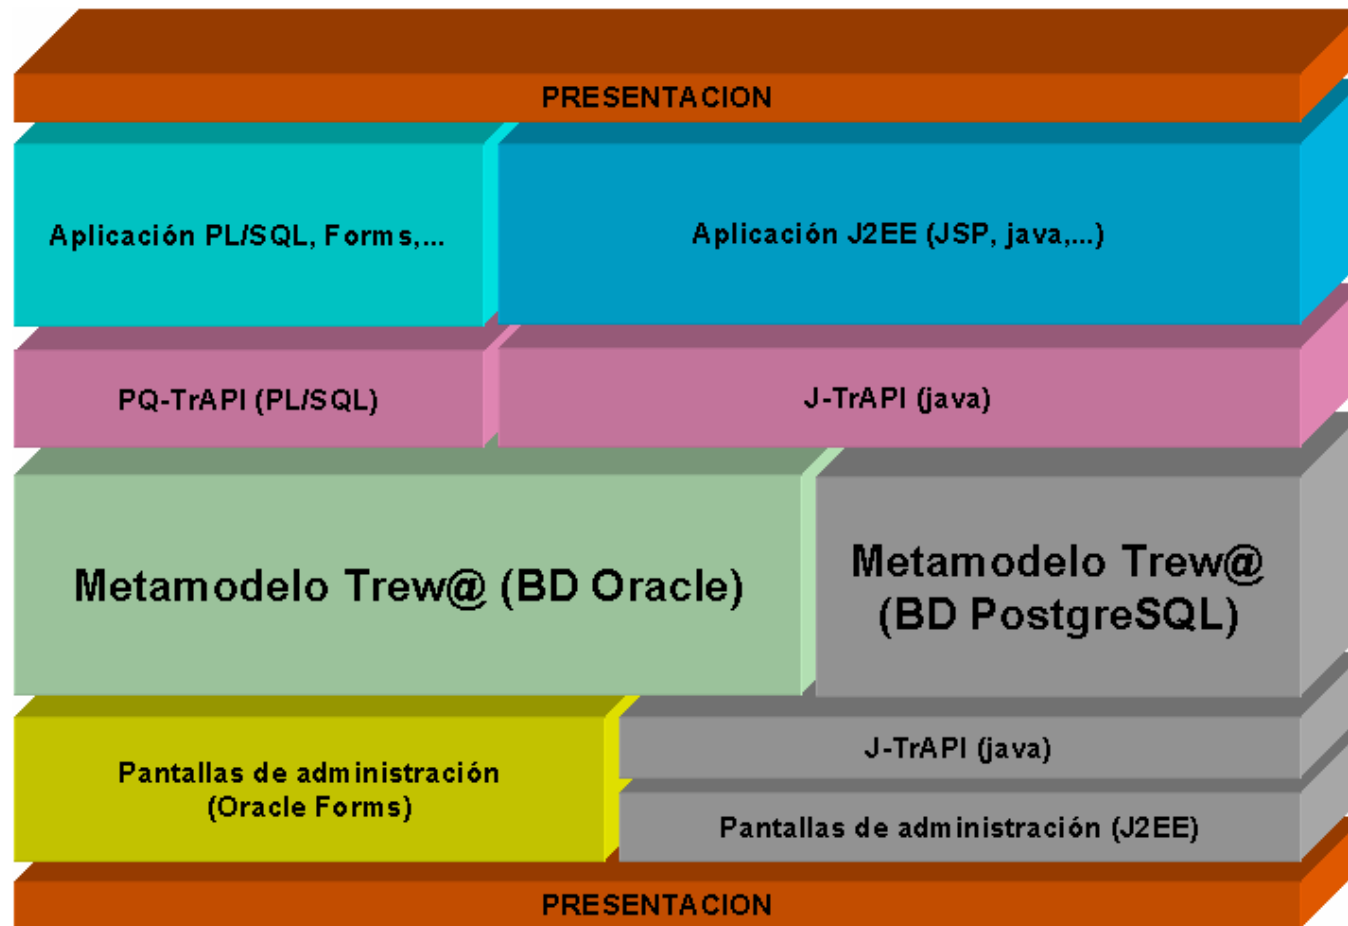 PRESENTACION
Aplicación PL/SQL, Forms,...
Aplicación J2EE (JSP, java,...)
PQ-TrAPI (PL/SQL)
J-TrAPI (java)
Metamodelo Trew@ (BD Oracle)
Metamodelo Trew@
(BD PostgreSQL)
Pantallas de administración
(Oracle Forms)
J-TrAPI (java)
Pantallas de administración (J2EE)
PRESENTACION